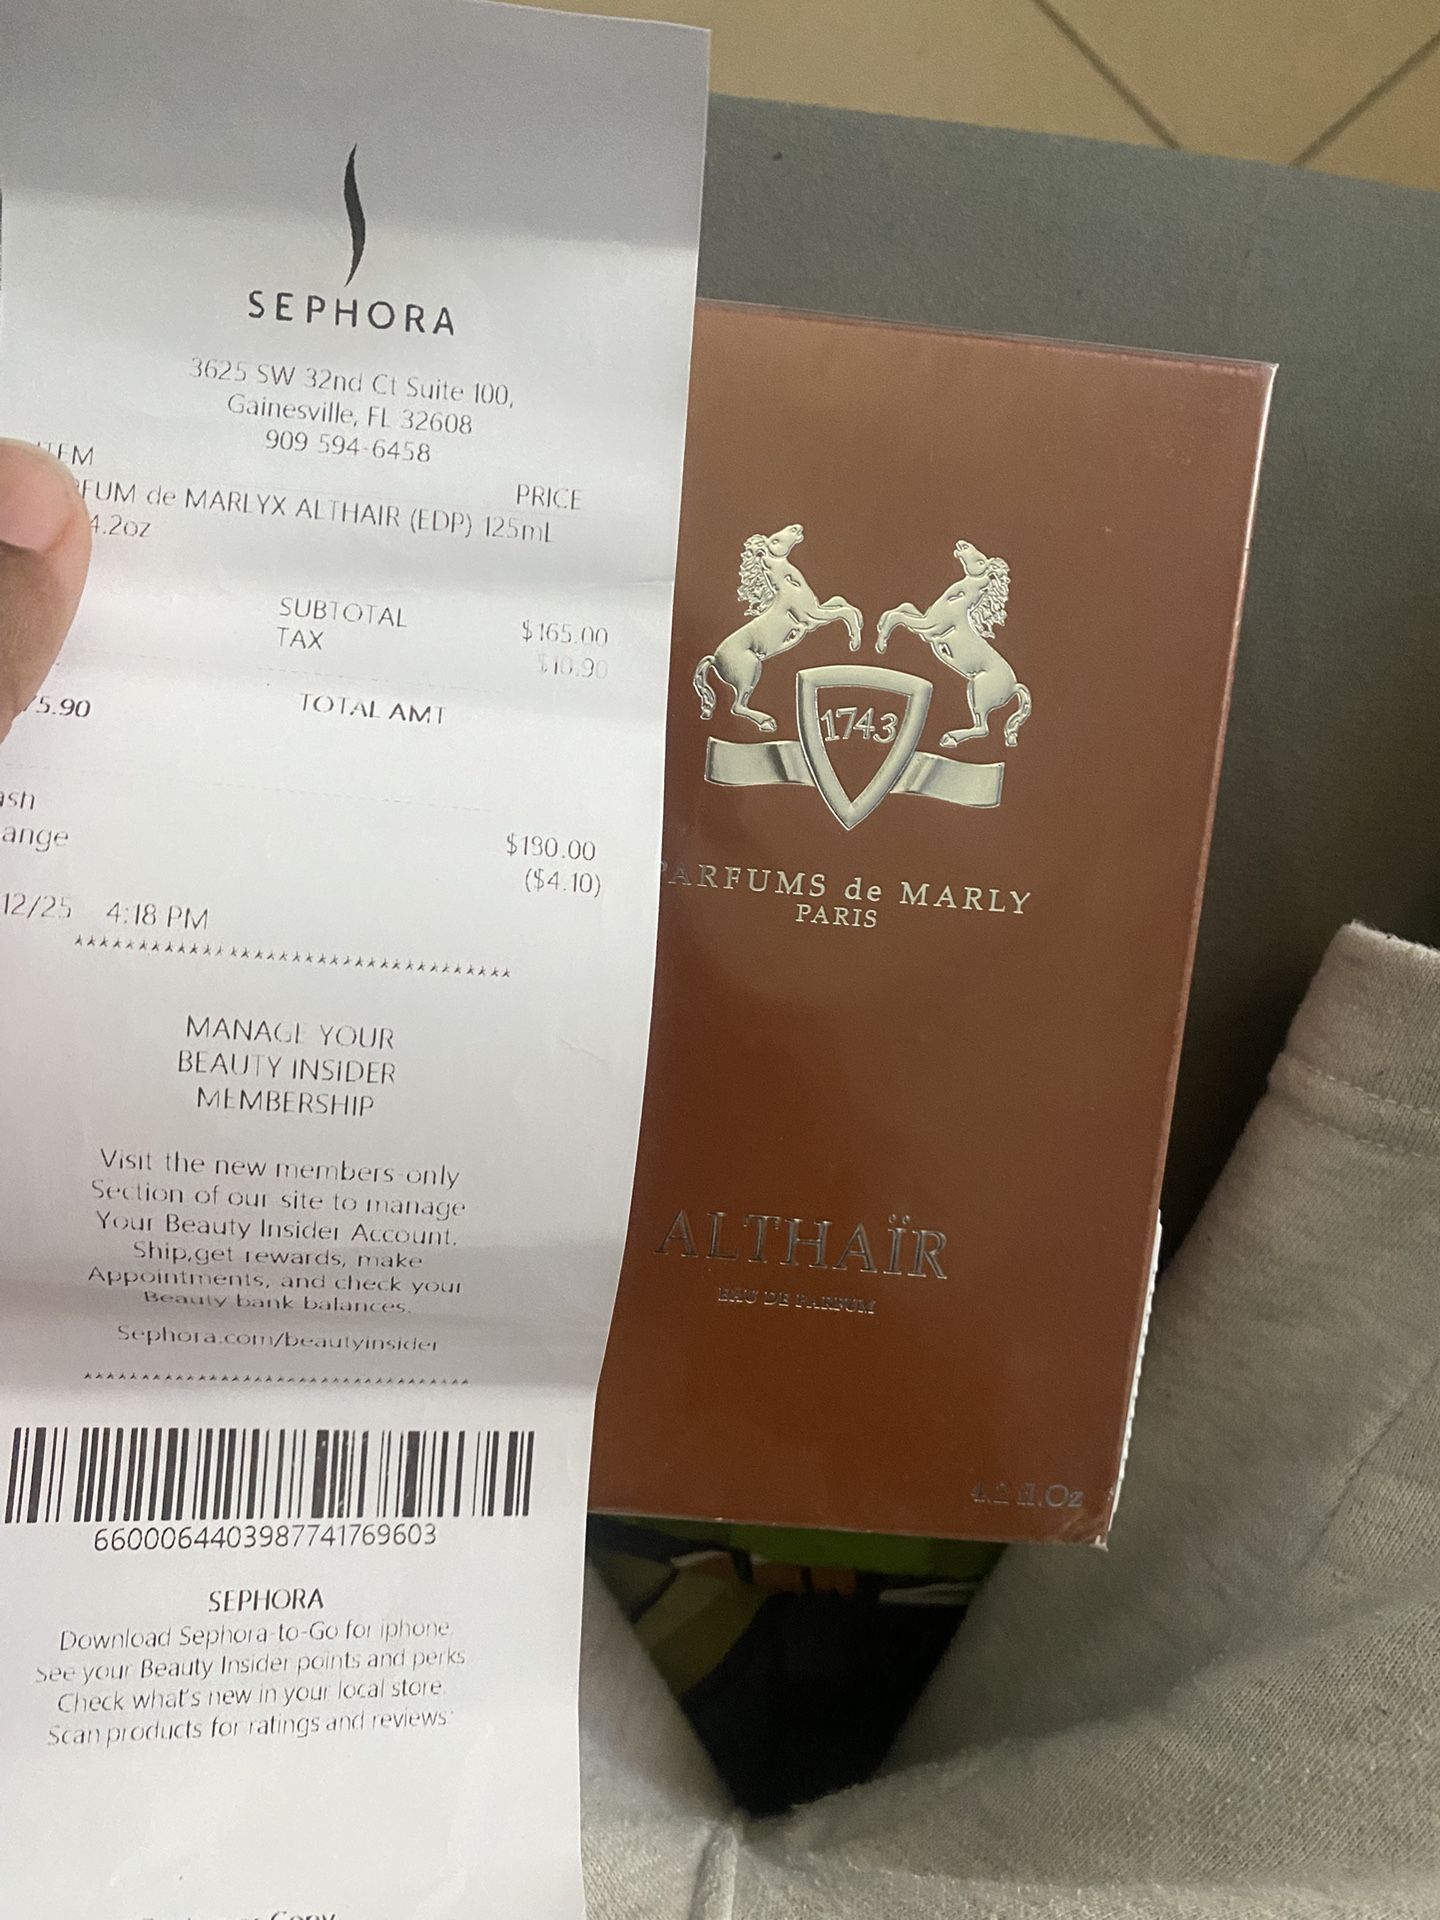 SEPHORA
3625 SW 32nd Ct Suite 100,
Gainesville, FL 32608
909 594-6458
TEM
PRICE
FUM de MARLYX ALTHAIR (EDP) 125mL
4.2oz
SUBTOTAL $165.00
TAX $10.90
75.90 TOTAL AMT
ash $180.00
ange ($4.10)
12/25 4:18 PM
***********************************
MANAGE YOUR
BEAUTY INSIDER
MEMBERSHIP
Visit the new members-only
Section of our site to manage
Your Beauty Insider Account.
Ship,get rewards, make
Appointments, and check your
Beauty bank balances.
Sephora.com/beautyinsider
***********************************
6600064403987741769603
SEPHORA
Download Sephora-to-Go for iphone.
See your Beauty Insider points and perks
Check what's new in your local store.
Scan products for ratings and reviews.
Copy
1743
PARFUMS de MARLY
PARIS
ALTHAÏR
EAU DE PARFUM
4.2 fl.Oz